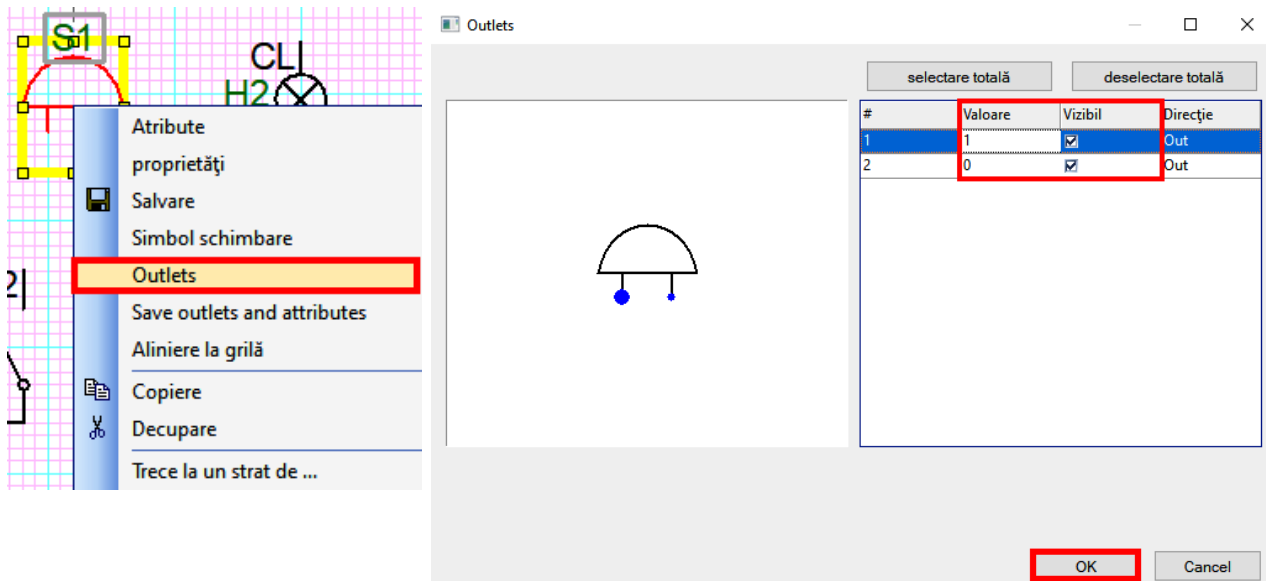 S1
CL
H2
2
Atribute
proprietăţi
Salvare
Simbol schimbare
Outlets
Save outlets and attributes
Aliniere la grilă
Copiere
Decupare
Trece la un strat de ...
Outlets
selectare totală deselectare totală
# Valoare Vizibil Direcţie
1 1 Out
2 0 Out
OK Cancel